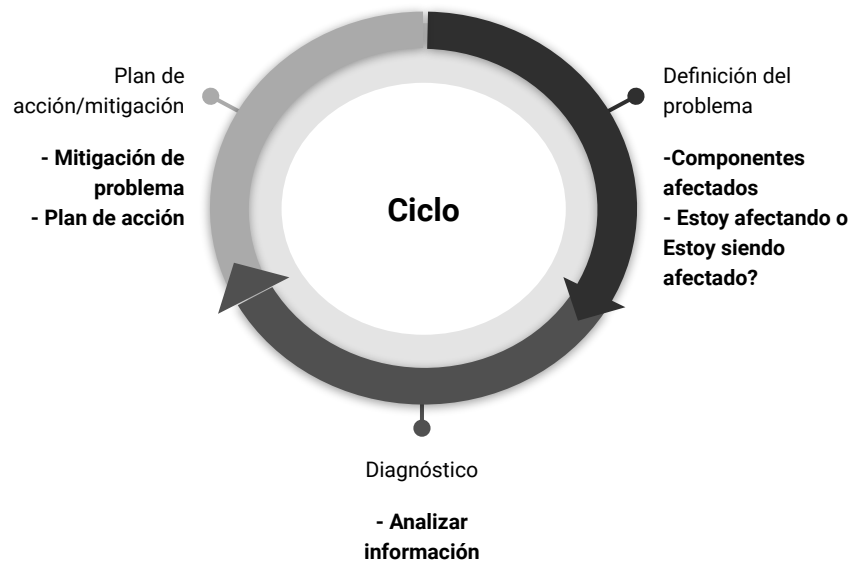 Plan de
acción/mitigación
- Mitigación de
problema
- Plan de acción
Ciclo
Definición del
problema
-Componentes
afectados
- Estoy afectando o
Estoy siendo
afectado?
Diagnóstico
- Analizar
información